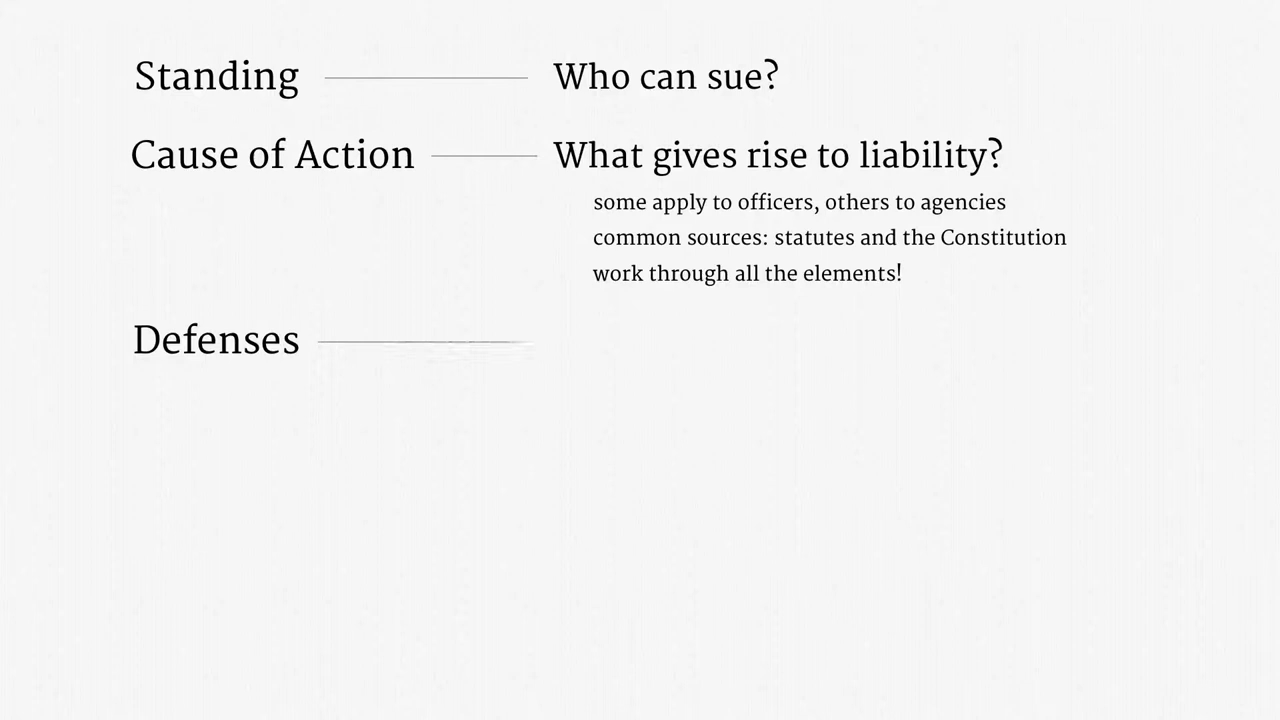 Standing Who can sue?
Cause of Action What gives rise to liability?
some apply to officers, others to agencies
common sources: statutes and the Constitution
work through all the elements!
Defenses